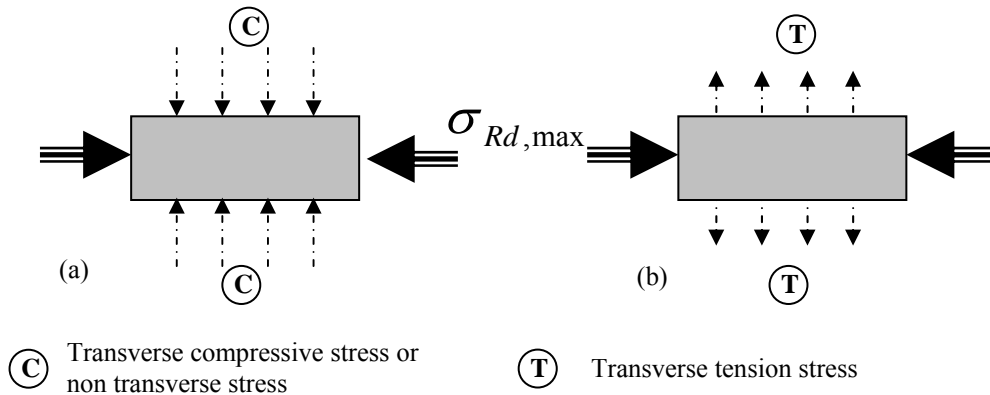 C
T
σ Rd,max
(a)
C
(b)
T
C Transverse compressive stress or
non transverse stress
T Transverse tension stress